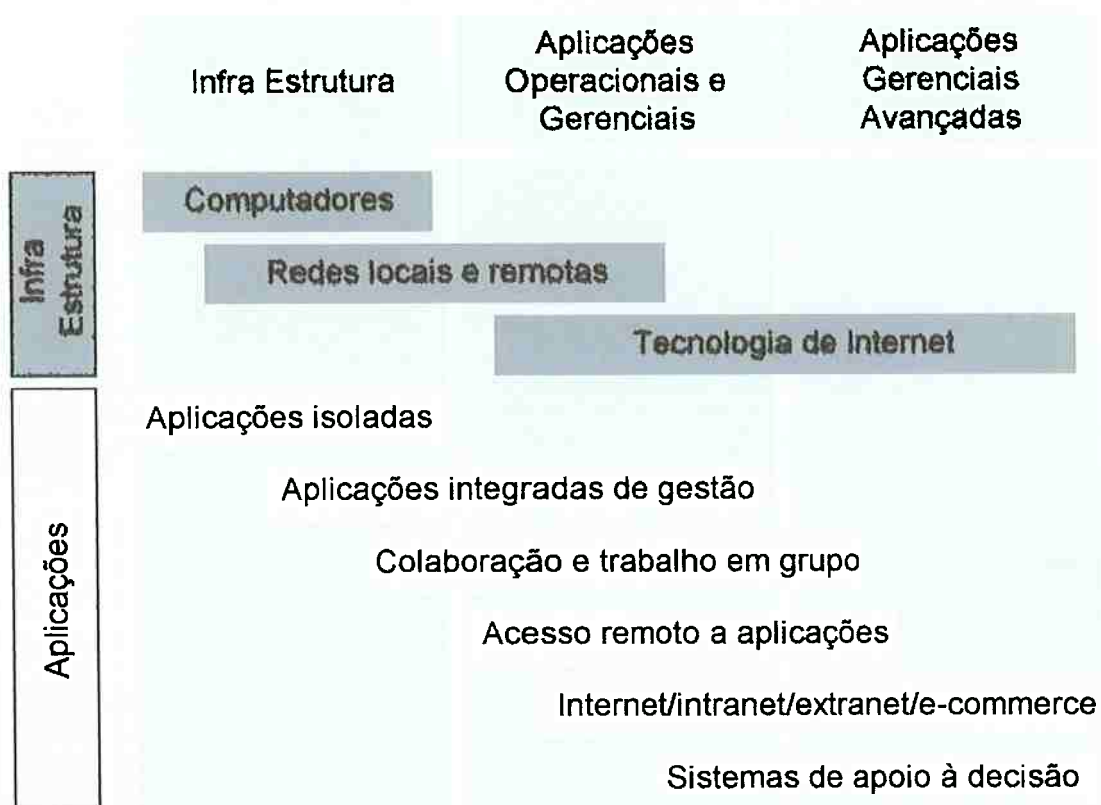 Infra Estrutura
Aplicações
Operacionais e
Gerenciais
Aplicações
Gerenciais
Avançadas
Infra
Estrutura
Computadores
Redes locais e remotas
Tecnologia de Internet
Aplicações
Aplicações isoladas
Aplicações integradas de gestão
Colaboração e trabalho em grupo
Acesso remoto a aplicações
Internet/intranet/extranet/e-commerce
Sistemas de apoio à decisão